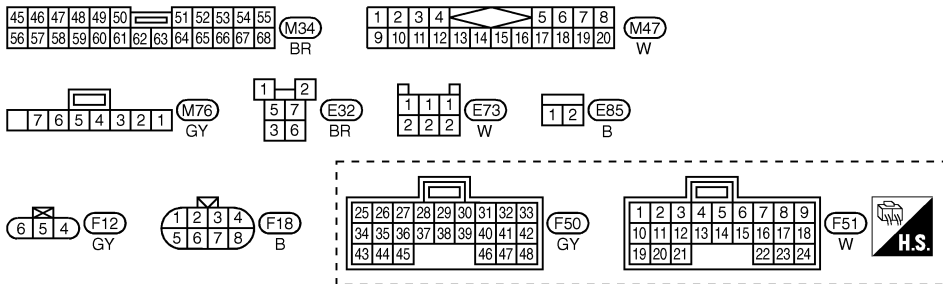 45 46 47 48 49 50 51 52 53 54 55
56 57 58 59 60 61 62 63 64 65 66 67 68
M34
BR
1 2 3 4 5 6 7 8
9 10 11 12 13 14 15 16 17 18 19 20
M47
W
7 6 5 4 3 2 1
M76
GY
1 2
5 7
3 6
E32
BR
1 1 1
2 2 2
E73
W
1 2
E85
B
6 5 4
F12
GY
1 2 3 4
5 6 7 8
F18
B
25 26 27 28 29 30 31 32 33
34 35 36 37 38 39 40 41 42
43 44 45 46 47 48
F50
GY
1 2 3 4 5 6 7 8 9
10 11 12 13 14 15 16 17 18
19 20 21 22 23 24
F51
W
H.S.